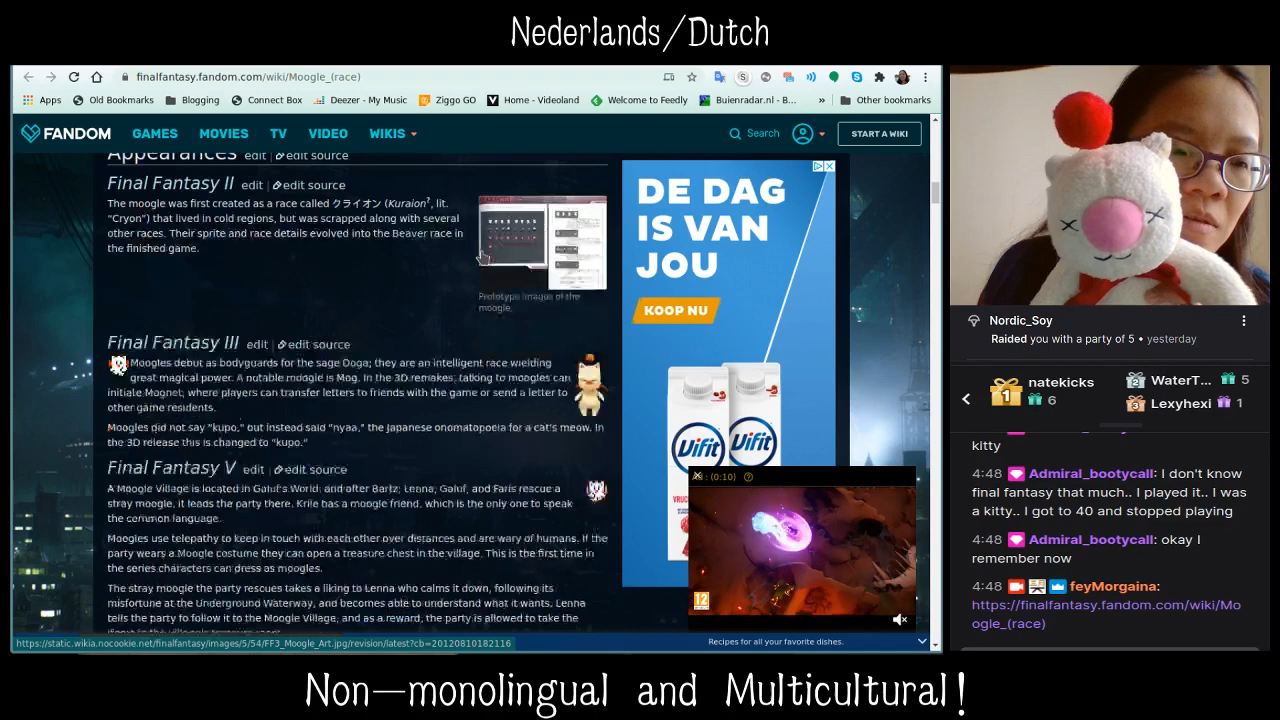 Nederlands/Dutch
finalfantasy.fandom.com/wiki/Moogle_(race)
Apps
Old Bookmarks
Blogging
Connect Box
Deezer - My Music
Ziggo GO
Home - Videoland
Welcome to Feedly
Buienradar.nl - B...
»
Other bookmarks
FANDOM
GAMES
MOVIES
TV
VIDEO
WIKIS
Search
START A WIKI
Appearances edit edit source
Final Fantasy II edit edit source
The moogle was first created as a race called クライオン (Kuraion?, lit.
"Cryon") that lived in cold regions, but was scrapped along with several
other races. Their sprite and race details evolved into the Beaver race in
the finished game.
Prototype images of the
moogle.
Final Fantasy III edit edit source
Moogles debut as bodyguards for the sage Doga; they are an intelligent race wielding
great magical power. A notable moogle is Mog. In the 3D remakes, talking to moogles can
initiate Mognet, where players can transfer letters to friends with the game or send a letter to
other game residents.
Moogles did not say "kupo," but instead said "nyaa," the Japanese onomatopoeia for a cat's meow. In
the 3D release this is changed to "kupo."
Final Fantasy V edit edit source
A Moogle Village is located in Galuf's World, and after Bartz, Lenna, Galuf, and Faris rescue a
stray moogle, it leads the party there. Krile has a moogle friend, which is the only one to speak
the common language.
Moogles use telepathy to keep in touch with each other over distances and are wary of humans. If the
party wears a Moogle costume they can open a treasure chest in the village. This is the first time in
the series characters can dress as moogles.
The stray moogle the party rescues takes a liking to Lenna who calms it down, following its
misfortune at the Underground Waterway, and becomes able to understand what it wants. Lenna
tells the party to follow it to the Moogle Village, and as a reward, the party is allowed to take the
https://static.wikia.nocookie.net/finalfantasy/images/5/54/FF3_Moogle_Art.jpg/revision/latest?cb=20120810182116
DE DAG
IS VAN
JOU
KOOP NU
Vifit
Vifit
(0:10)
12
Recipes for all your favorite dishes.
Nordic_Soy
Raided you with a party of 5 • yesterday
1
natekicks
6
2
WaterT...
5
3
Lexyhexi
1
kitty
4:48 Admiral_bootycall: I don't know
final fantasy that much.. I played it.. I was
a kitty.. I got to 40 and stopped playing
4:48 Admiral_bootycall: okay I
remember now
4:48 feyMorgaina:
https://finalfantasy.fandom.com/wiki/Mo
ogle_(race)
Non-monolingual and Multicultural!